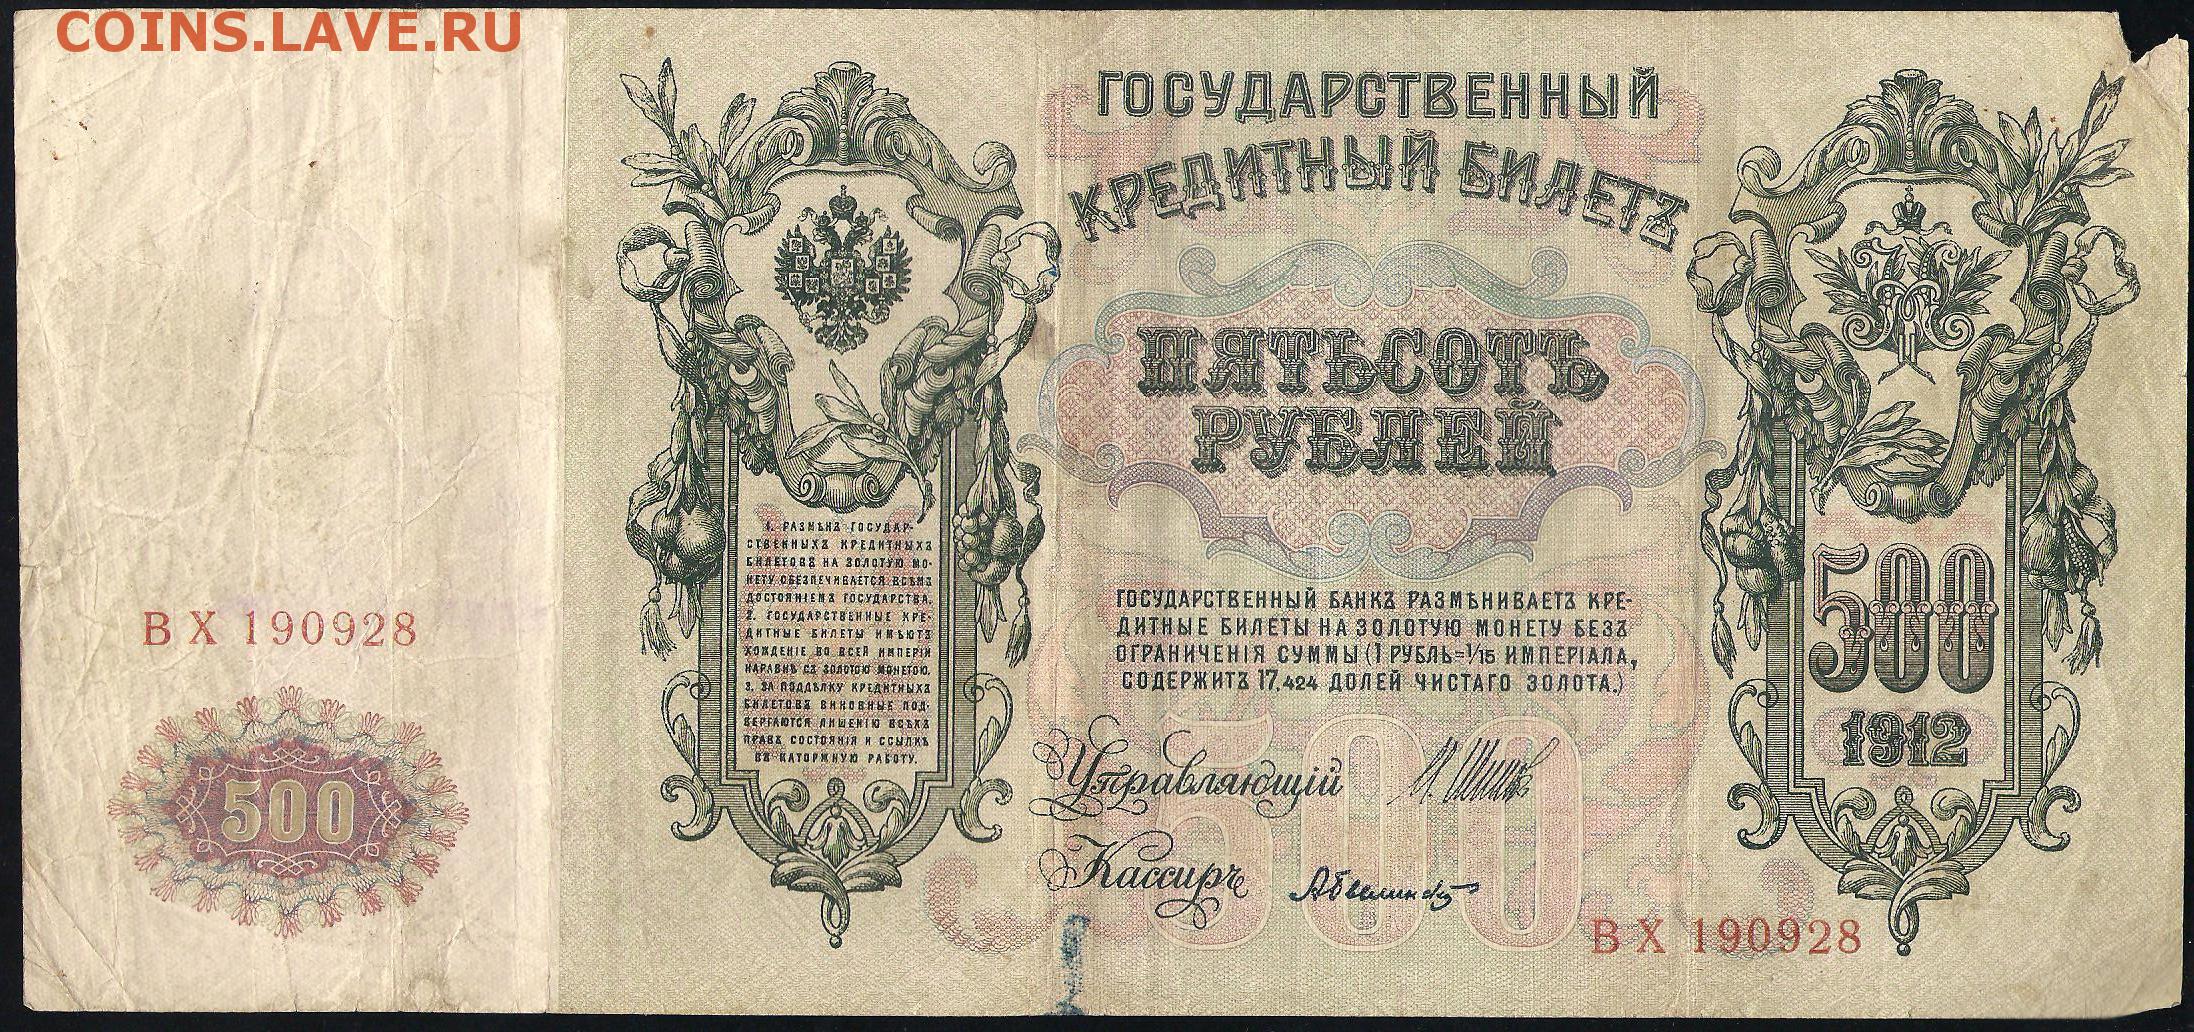 COINS.LAVE.RU
ГОСУДАРСТВЕННЫЙ
КРЕДИТНЫЙ БИЛЕТЪ
ПЯТЬСОТЪ
РУБЛЕЙ
1. РАЗМѢНЪ ГОСУДАР-
СТВЕННЫХЪ КРЕДИТНЫХЪ
БИЛЕТОВЪ НА ЗОЛОТУЮ МО-
НЕТУ ОБЕЗПЕЧИВАЕТСЯ ВСѢМЪ
ДОСТОЯНІЕМЪ ГОСУДАРСТВА.
2. ГОСУДАРСТВЕННЫЕ КРЕ-
ДИТНЫЕ БИЛЕТЫ ИМѢЮТЪ
ХОЖДЕНІЕ ВО ВСЕЙ ИМПЕРІИ
НАРАВНѢ СЪ ЗОЛОТОЮ МОНЕТОЮ.
3. ЗА ПОДДѢЛКУ КРЕДИТНЫХЪ
БИЛЕТОВЪ ВИНОВНЫЕ ПОД-
ВЕРГАЮТСЯ ЛИШЕНІЮ ВСѢХЪ
ПРАВЪ СОСТОЯНІЯ И ССЫЛКѢ
ВЪ КАТОРЖНУЮ РАБОТУ.
ГОСУДАРСТВЕННЫЙ БАНКЪ РАЗМѢНИВАЕТЪ КРЕ-
ДИТНЫЕ БИЛЕТЫ НА ЗОЛОТУЮ МОНЕТУ БЕЗЪ
ОГРАНИЧЕНІЯ СУММЫ (1 РУБЛЬ=1/15 ИМПЕРІАЛА,
СОДЕРЖИТЪ 17,424 ДОЛЕЙ ЧИСТАГО ЗОЛОТА.)
500
1912
ВХ 190928
500
Управляющій
Кассиръ
500
ВХ 190928